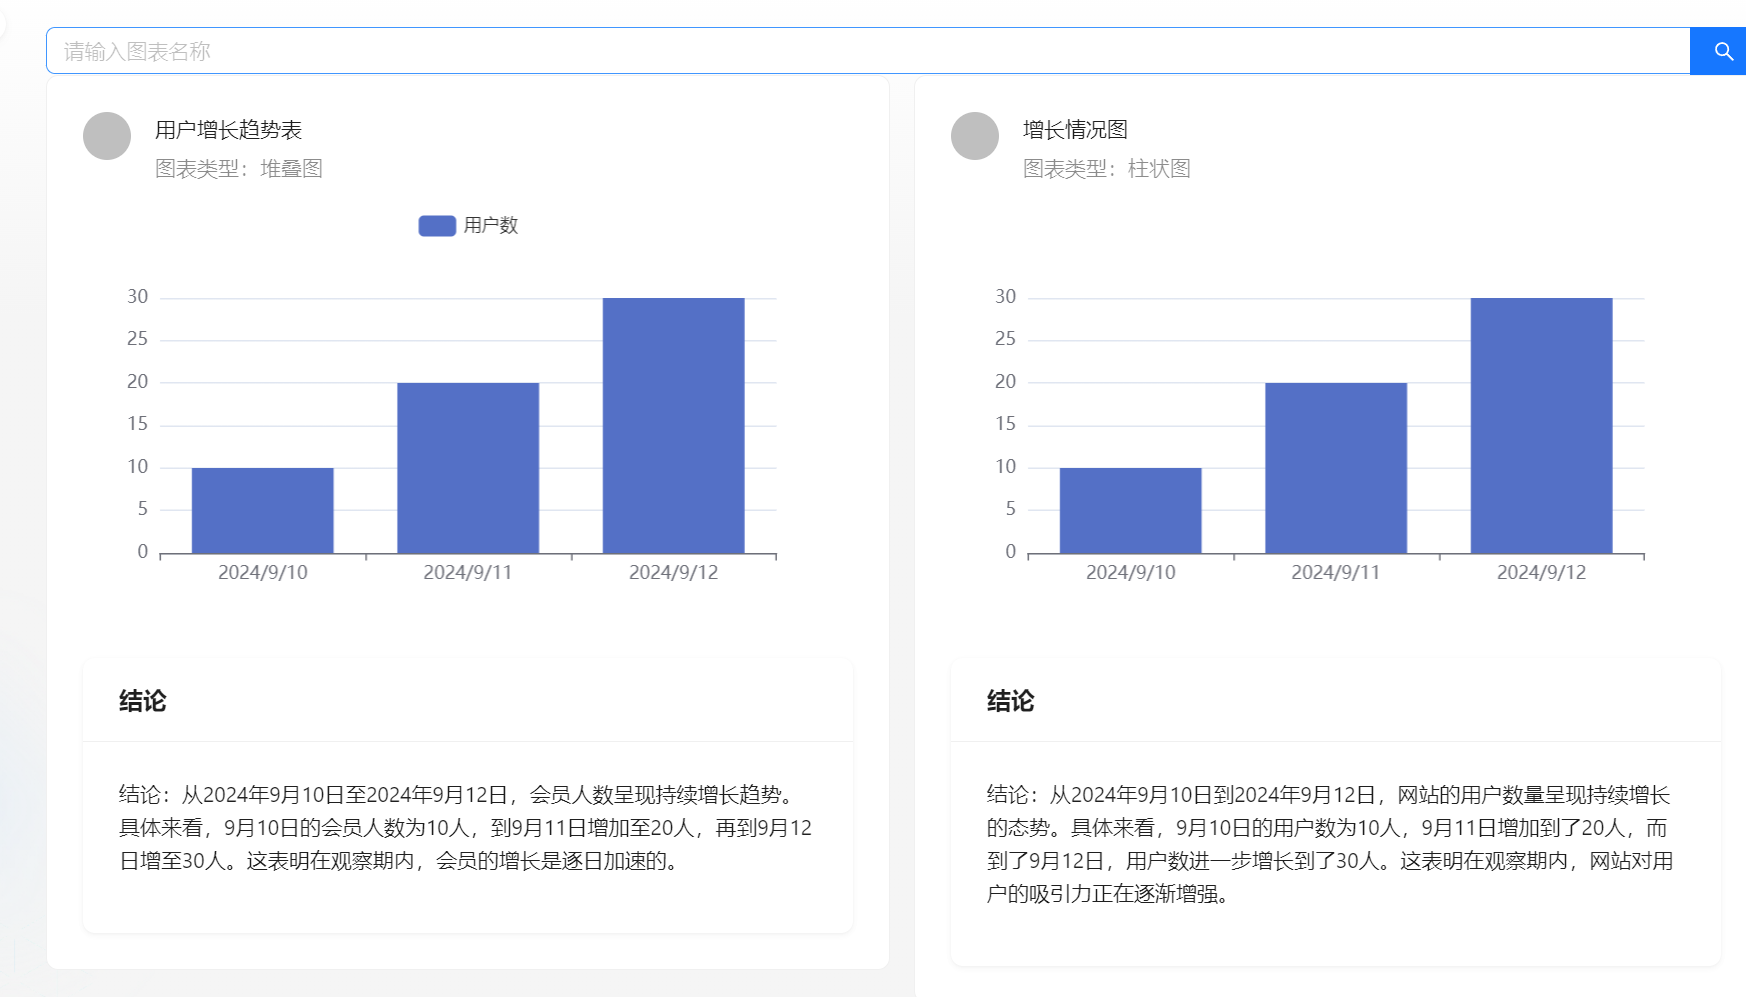 请输入图表名称
用户增长趋势表
图表类型：堆叠图
用户数
30
25
20
15
10
5
0
2024/9/10 2024/9/11 2024/9/12
结论
结论：从2024年9月10日至2024年9月12日，会员人数呈现持续增长趋势。
具体来看，9月10日的会员人数为10人，到9月11日增加至20人，再到9月12
日增至30人。这表明在观察期内，会员的增长是逐日加速的。
增长情况图
图表类型：柱状图
30
25
20
15
10
5
0
2024/9/10 2024/9/11 2024/9/12
结论
结论：从2024年9月10日到2024年9月12日，网站的用户数量呈现持续增长
的态势。具体来看，9月10日的用户数为10人，9月11日增加到了20人，而
到了9月12日，用户数进一步增长到了30人。这表明在观察期内，网站对用
户的吸引力正在逐渐增强。